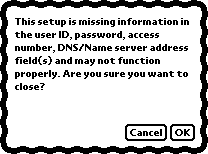 This setup is missing information in
the user ID, password, access
number, DNS/Name server address
field(s) and may not function
properly. Are you sure you want to
close?
Cancel OK